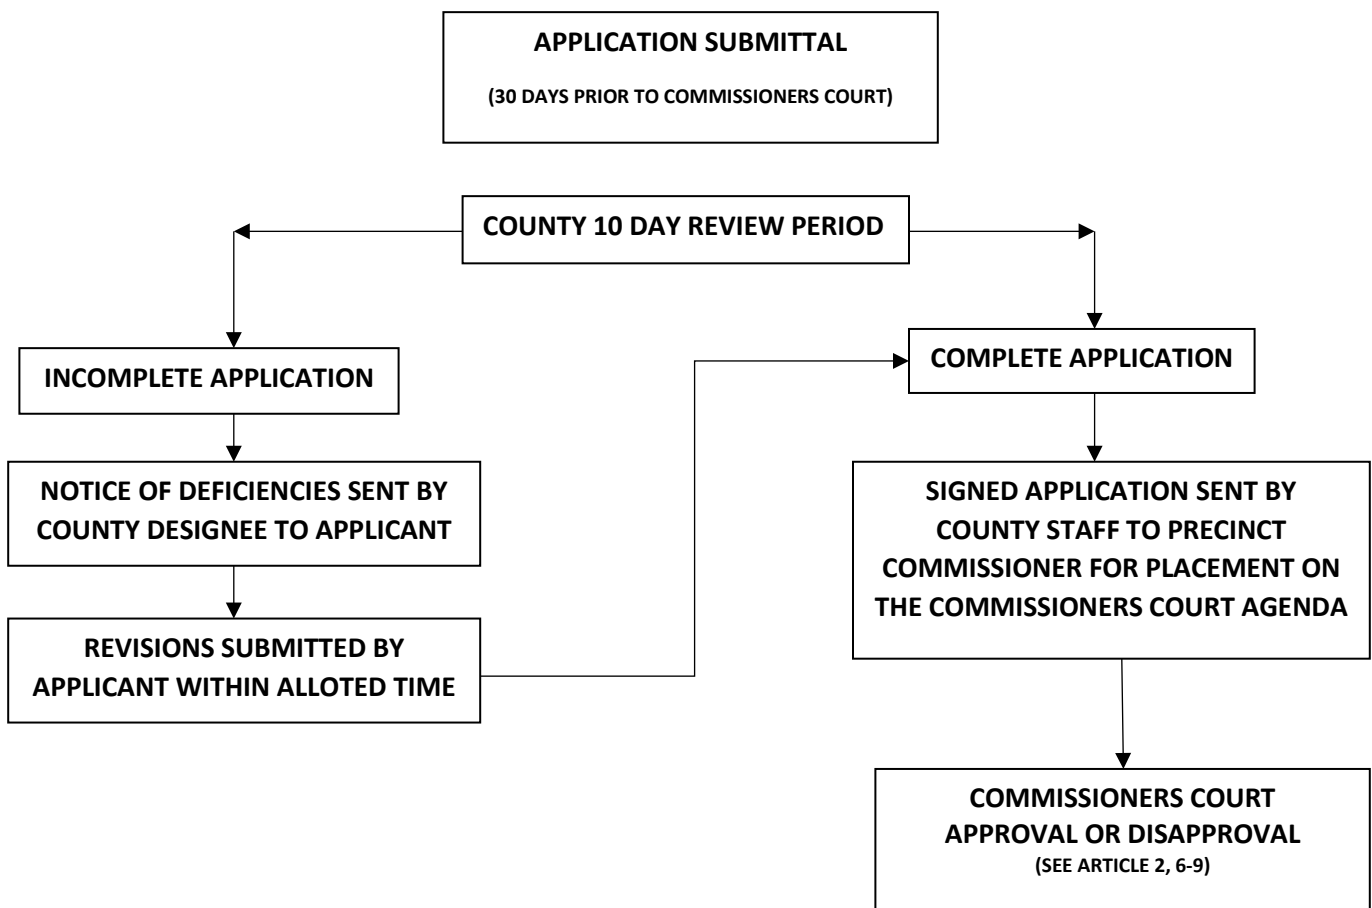 APPLICATION SUBMITTAL
(30 DAYS PRIOR TO COMMISSIONERS COURT)
COUNTY 10 DAY REVIEW PERIOD
INCOMPLETE APPLICATION
COMPLETE APPLICATION
NOTICE OF DEFICIENCIES SENT BY
COUNTY DESIGNEE TO APPLICANT
SIGNED APPLICATION SENT BY
COUNTY STAFF TO PRECINCT
COMMISSIONER FOR PLACEMENT ON
THE COMMISSIONERS COURT AGENDA
REVISIONS SUBMITTED BY
APPLICANT WITHIN ALLOTED TIME
COMMISSIONERS COURT
APPROVAL OR DISAPPROVAL
(SEE ARTICLE 2, 6-9)